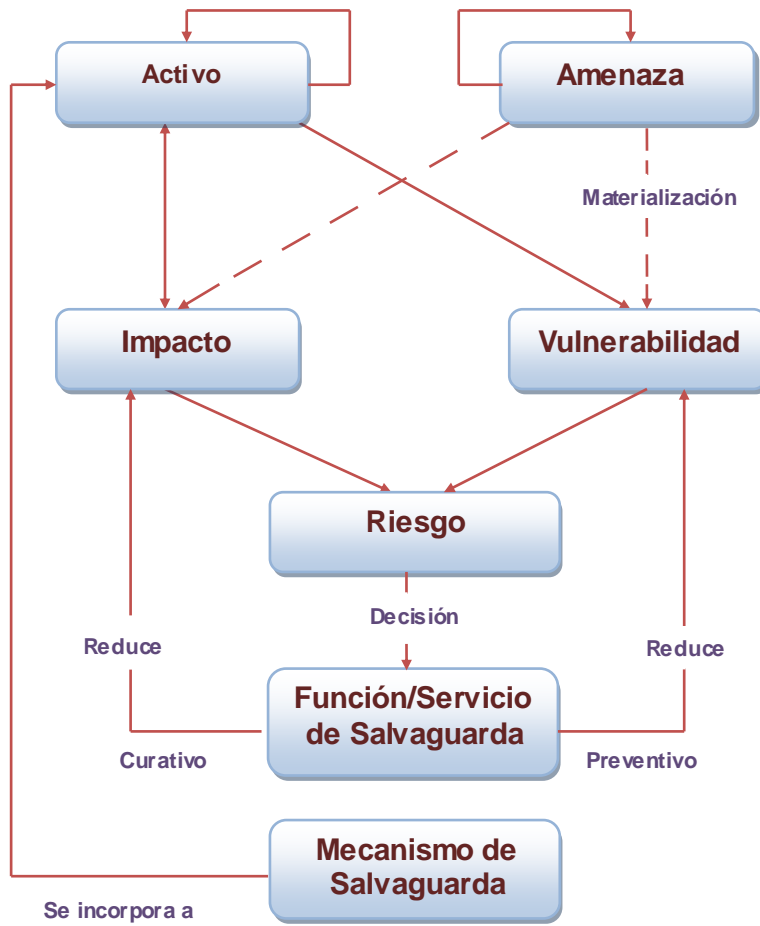 Activo
Amenaza
Materialización
Impacto
Vulnerabilidad
Riesgo
Decisión
Reduce
Reduce
Función/Servicio
de Salvaguarda
Curativo
Preventivo
Mecanismo de
Salvaguarda
Se incorpora a